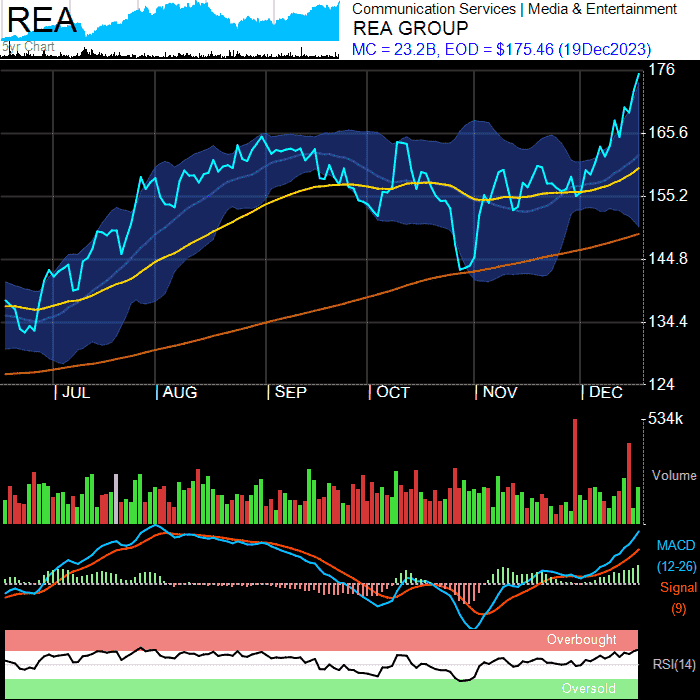 REA
5yr Chart
Communication Services | Media & Entertainment
REA GROUP
MC = 23.2B, EOD = $175.46 (19Dec2023)
176
165.6
155.2
144.8
134.4
124
| JUL | AUG | SEP | OCT | NOV | DEC
534k
Volume
MACD
(12-26)
Signal
(9)
Overbought
RSI(14)
Oversold